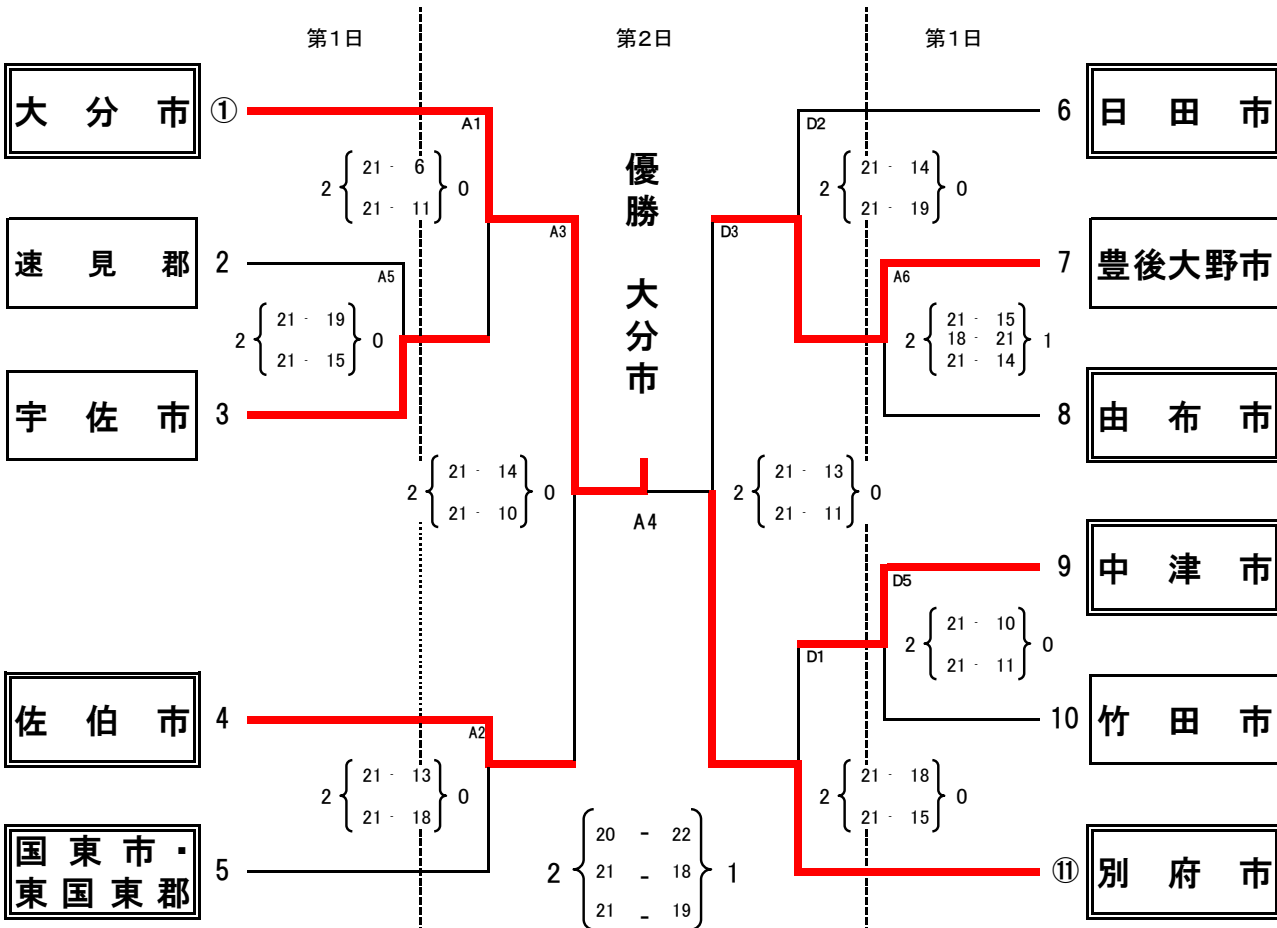 第1日
第2日
第1日
大分市 ①
A1
2 { 21 - 6 } 0
21 - 11
速見郡 2
A5
2 { 21 - 19 } 0
21 - 15
宇佐市 3
A3
2 { 21 - 14 } 0
21 - 10
佐伯市 4
A2
2 { 21 - 13 } 0
21 - 18
国東市・
東国東郡
5
優勝 大分市
A4
2 { 20 - 22 } 1
21 - 18
21 - 19
6 日田市
D2
2 { 21 - 14 } 0
21 - 19
D3
7 豊後大野市
A6
2 { 21 - 15 } 1
18 - 21
21 - 14
8 由布市
2 { 21 - 13 } 0
21 - 11
9 中津市
D5
2 { 21 - 10 } 0
21 - 11
D1
10 竹田市
2 { 21 - 18 } 0
21 - 15
⑪ 別府市